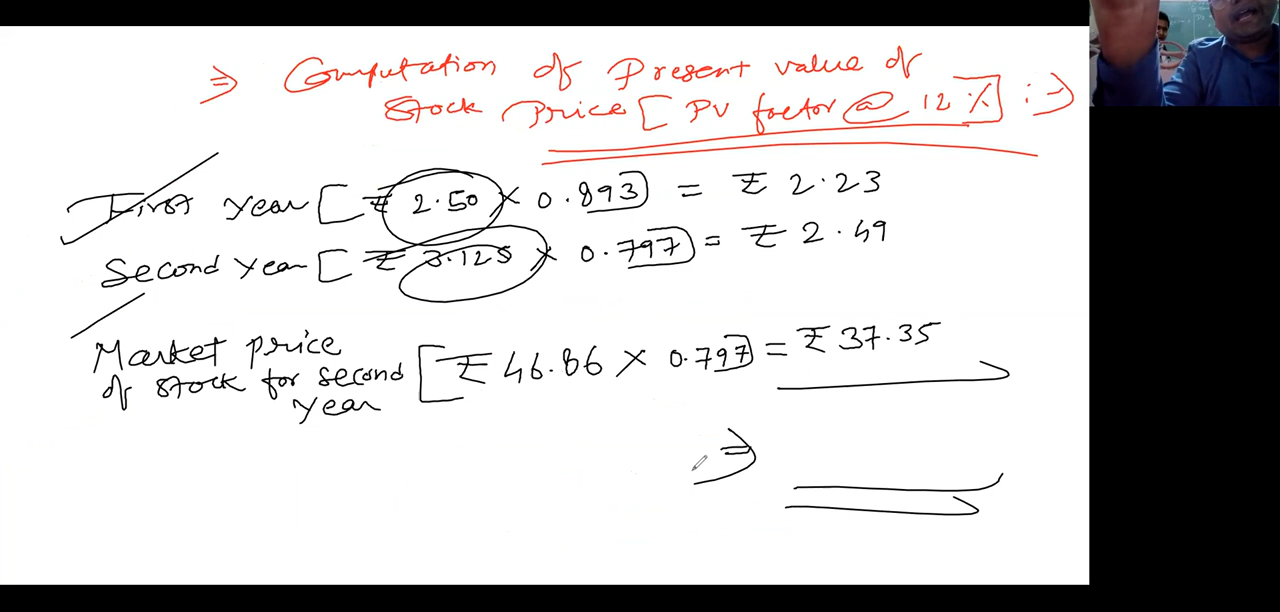 ⇒ Computation of Present value of
Stock Price [PV factor @ 12%] :⇒
First year [₹ 2.50 × 0.893] = ₹ 2.23
Second year [₹ 3.125 × 0.797] = ₹ 2.49
Market price
of stock for second
year
[₹ 46.86 × 0.797] = ₹ 37.35
⇒